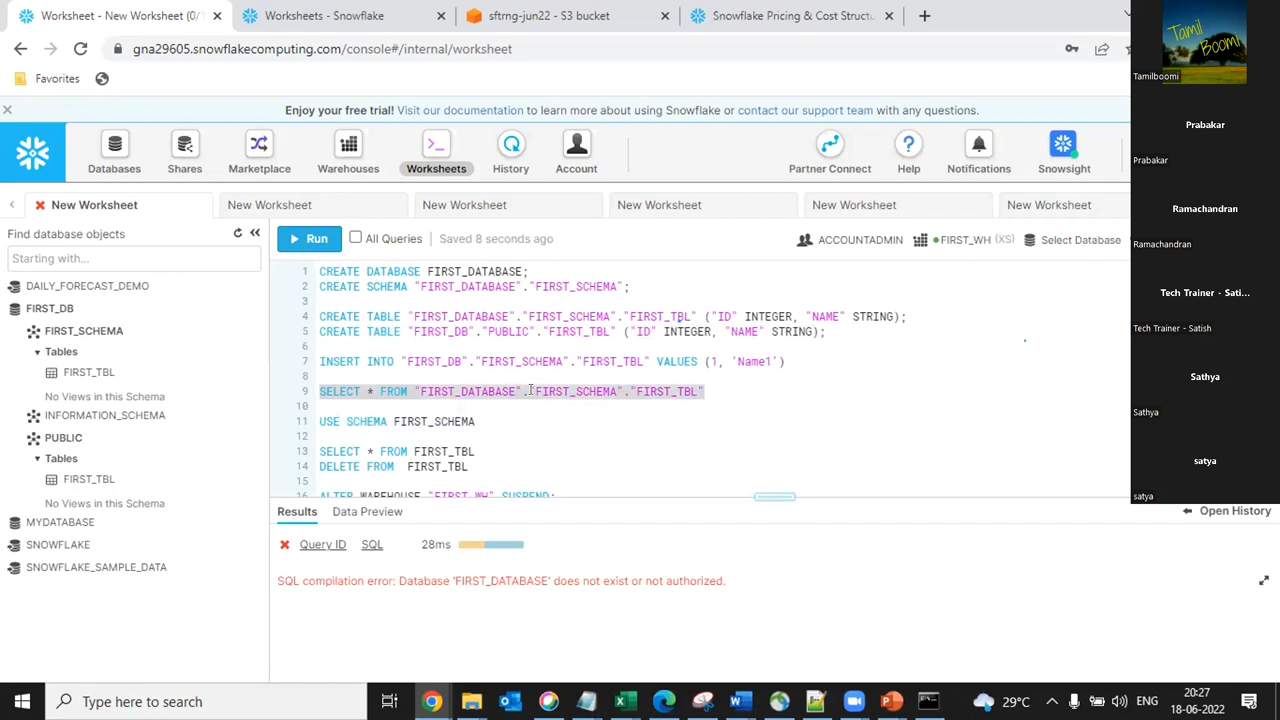 Worksheet - New Worksheet (0/1
Worksheets - Snowflake
sftrng-jun22 - S3 bucket
Snowflake Pricing & Cost Struct
gna29605.snowflakecomputing.com/console#/internal/worksheet
Favorites
Enjoy your free trial! Visit our documentation to learn more about using Snowflake or contact our support team with any questions.
Databases
Shares
Marketplace
Warehouses
Worksheets
History
Account
Partner Connect
Help
Notifications
Snowsight
New Worksheet
New Worksheet
New Worksheet
New Worksheet
New Worksheet
New Worksheet
Find database objects
Starting with...
DAILY_FORECAST_DEMO
FIRST_DB
FIRST_SCHEMA
Tables
FIRST_TBL
No Views in this Schema
INFORMATION_SCHEMA
PUBLIC
Tables
FIRST_TBL
No Views in this Schema
MYDATABASE
SNOWFLAKE
SNOWFLAKE_SAMPLE_DATA
Run All Queries Saved 8 seconds ago ACCOUNTADMIN FIRST_WH (XS) Select Database
1 CREATE DATABASE FIRST_DATABASE;
2 CREATE SCHEMA "FIRST_DATABASE"."FIRST_SCHEMA";
3
4 CREATE TABLE "FIRST_DATABASE"."FIRST_SCHEMA"."FIRST_TBL" ("ID" INTEGER, "NAME" STRING);
5 CREATE TABLE "FIRST_DB"."PUBLIC"."FIRST_TBL" ("ID" INTEGER, "NAME" STRING);
6
7 INSERT INTO "FIRST_DB"."FIRST_SCHEMA"."FIRST_TBL" VALUES (1, 'Name1')
8
9 SELECT * FROM "FIRST_DATABASE"."FIRST_SCHEMA"."FIRST_TBL"
10
11 USE SCHEMA FIRST_SCHEMA
12
13 SELECT * FROM FIRST_TBL
14 DELETE FROM FIRST_TBL
15
16 ALTER WAREHOUSE "FIRST_WH" SUSPEND;
Results Data Preview Open History
Query ID SQL 28ms
SQL compilation error: Database 'FIRST_DATABASE' does not exist or not authorized.
Tamil
Boomi
Tamilboomi
Prabakar
Prabakar
Ramachandran
Ramachandran
Tech Trainer - Sati...
Tech Trainer - Satish
Sathya
Sathya
satya
satya
Type here to search
29°C
ENG
20:27
18-06-2022